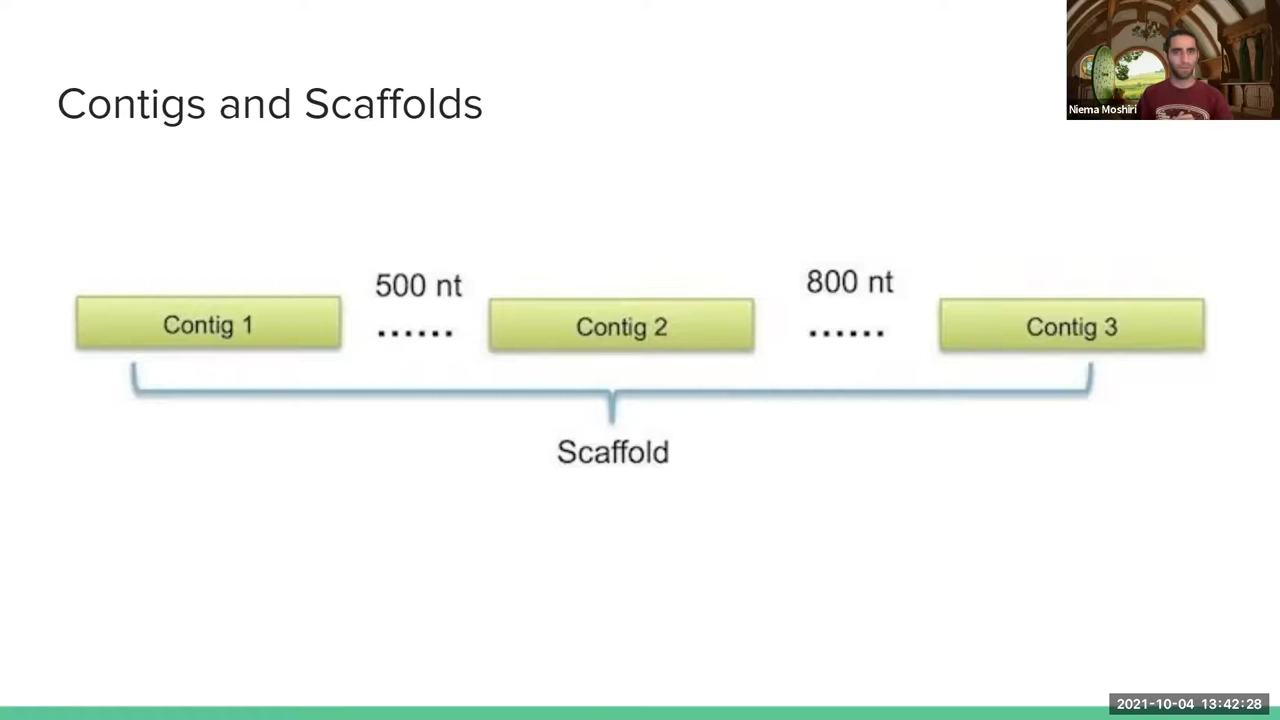 Contigs and Scaffolds
Niema Moshiri
500 nt
800 nt
Contig 1
......
Contig 2
......
Contig 3
Scaffold
2021-10-04 13:42:28